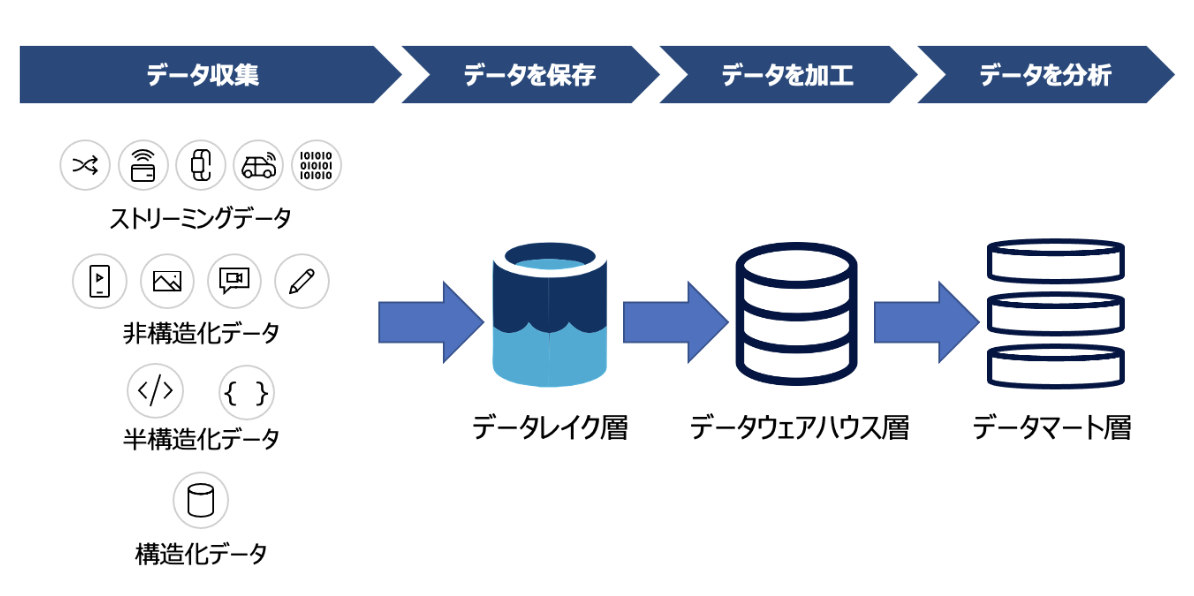 データ収集
データを保存
データを加工
データを分析
101010
010101
101010
ストリーミングデータ
非構造化データ
</>
{ }
半構造化データ
構造化データ
データレイク層
データウェアハウス層
データマート層